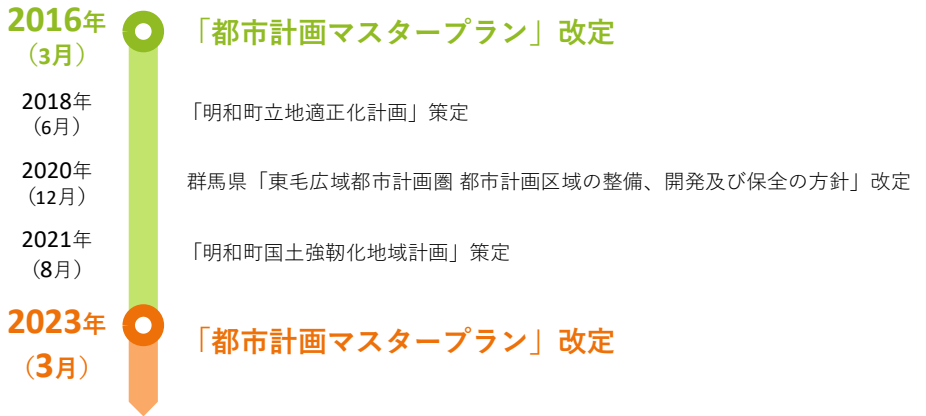 2016年
（3月）
「都市計画マスタープラン」改定
2018年
（6月）
「明和町立地適正化計画」策定
2020年
（12月）
群馬県「東毛広域都市計画圏 都市計画区域の整備、開発及び保全の方針」改定
2021年
（8月）
「明和町国土強靭化地域計画」策定
2023年
（3月）
「都市計画マスタープラン」改定